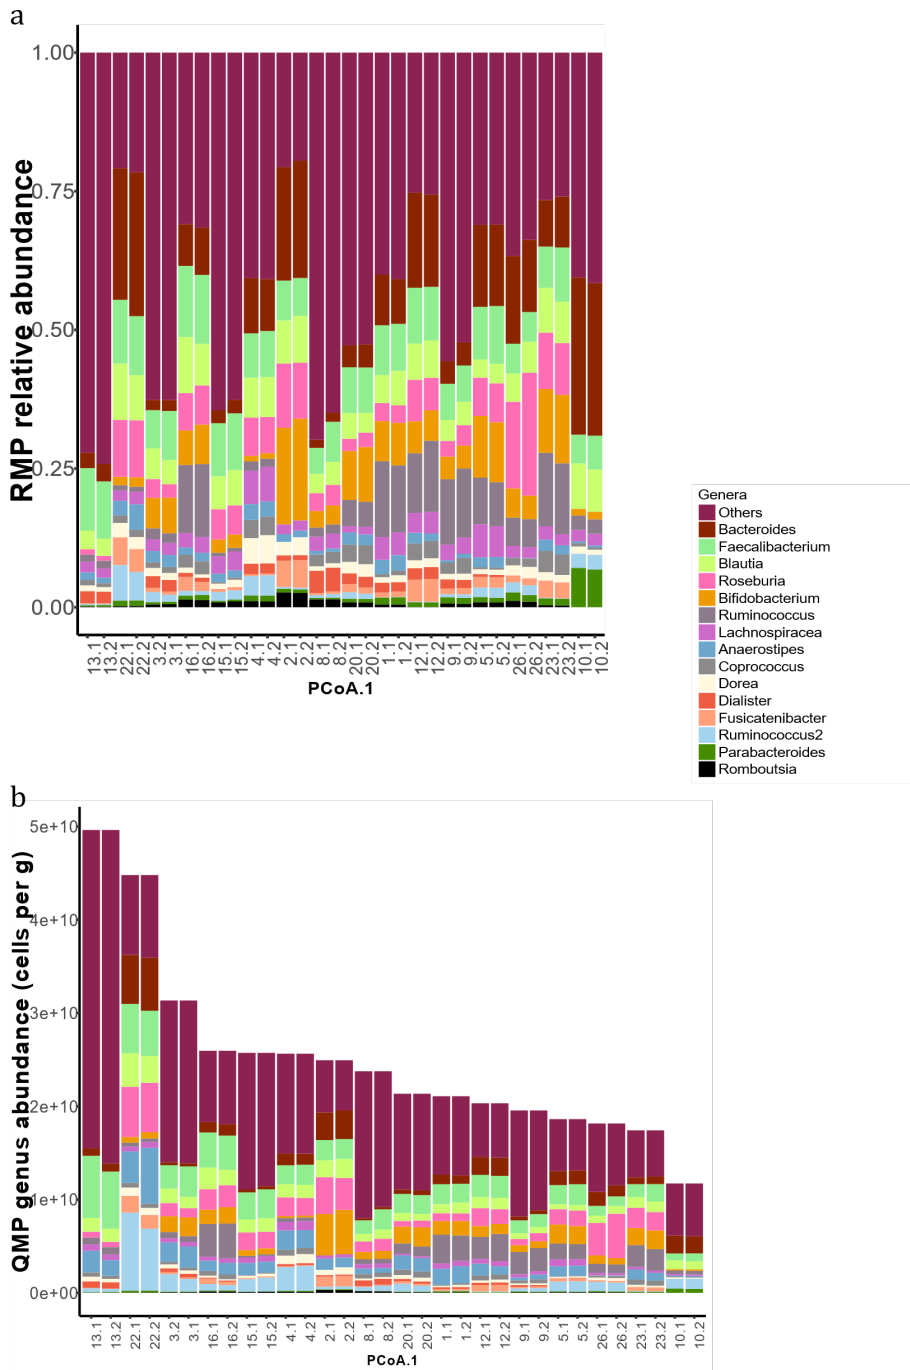 a
1.00
0.75
0.50
0.25
0.00
RMP relative abundance
13.1 13.2 22.1 22.2 3.2 3.1 16.1 16.2 15.1 15.2 4.1 4.2 2.1 2.2 8.1 8.2 20.1 20.2 1.1 1.2 12.1 12.2 9.1 9.2 5.1 5.2 26.1 26.2 23.1 23.2 10.1 10.2
PCoA.1
Genera
Others
Bacteroides
Faecalibacterium
Blautia
Roseburia
Bifidobacterium
Ruminococcus
Lachnospiracea
Anaerostipes
Coprococcus
Dorea
Dialister
Fusicatenibacter
Ruminococcus2
Parabacteroides
Romboutsia
b
5e+10
4e+10
3e+10
2e+10
1e+10
0e+00
QMP genus abundance (cells per g)
13.1 13.2 22.1 22.2 3.2 3.1 16.1 16.2 15.1 15.2 4.1 4.2 2.1 2.2 8.1 8.2 20.1 20.2 1.1 1.2 12.1 12.2 9.1 9.2 5.1 5.2 26.1 26.2 23.1 23.2 10.1 10.2
PCoA.1